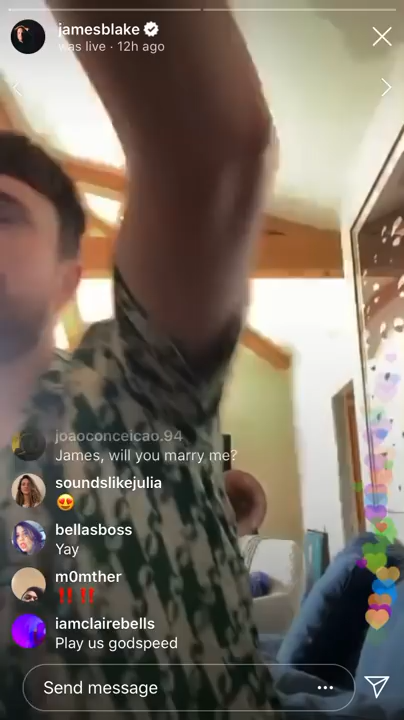 jamesblake
was live · 12h ago
joaoconceicao.94
James, will you marry me?
soundslikejulia
😍
bellasboss
Yay
m0mther
‼️‼️
iamclairebells
Play us godspeed
Send message